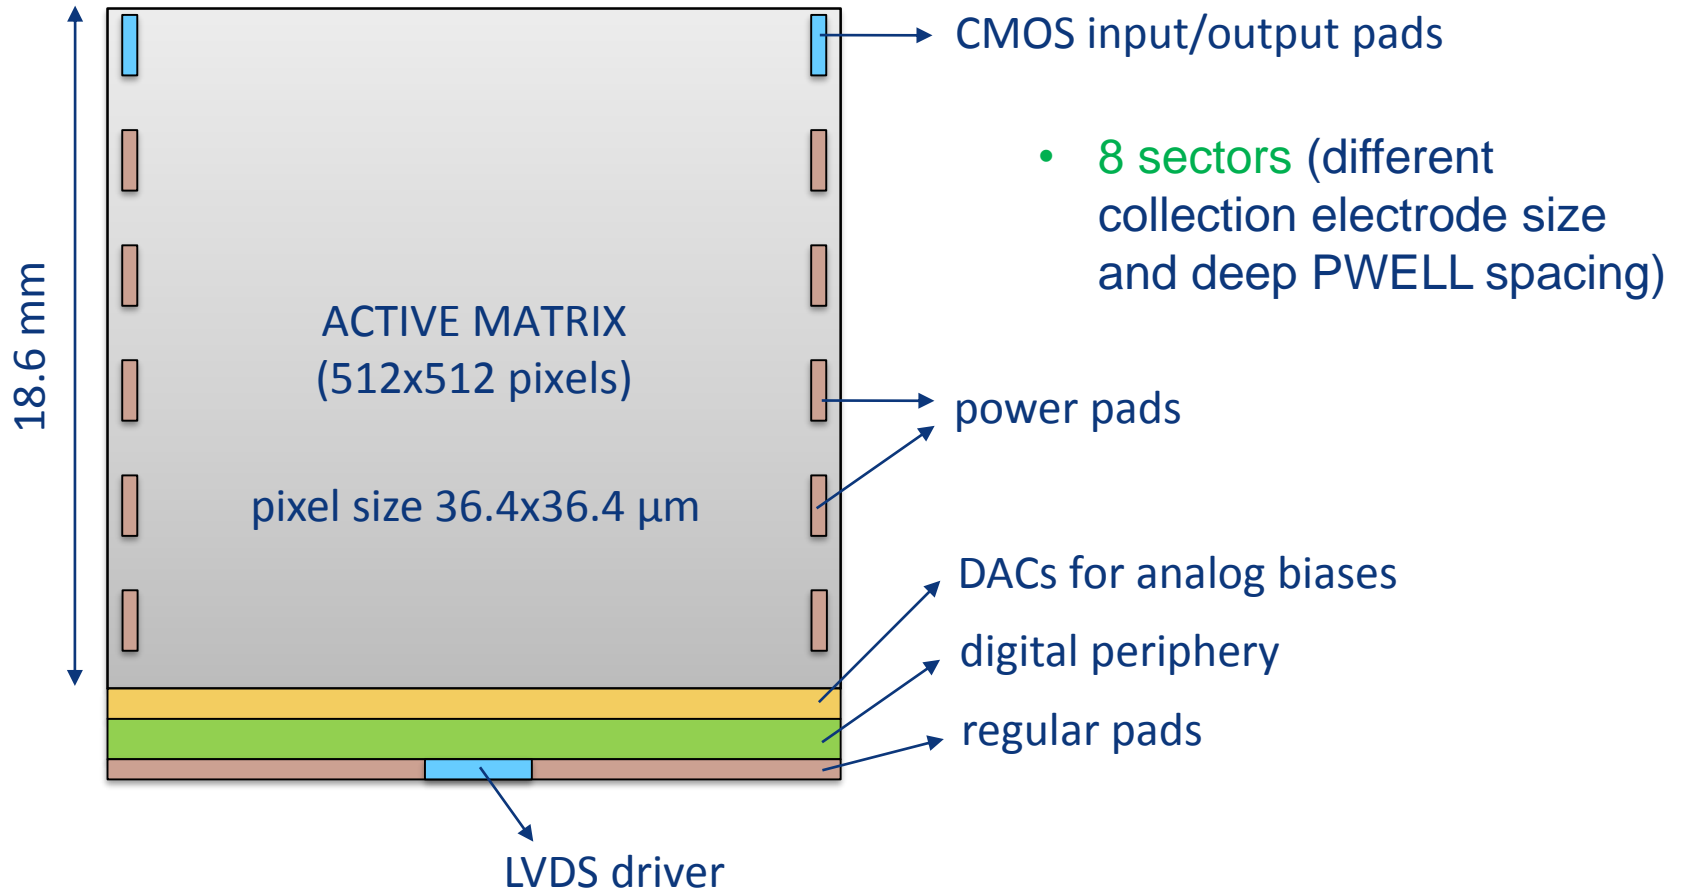 CMOS input/output pads
• 8 sectors (different
collection electrode size
and deep PWELL spacing)
18.6 mm
ACTIVE MATRIX
(512x512 pixels)
power pads
pixel size 36.4x36.4 µm
DACs for analog biases
digital periphery
regular pads
LVDS driver